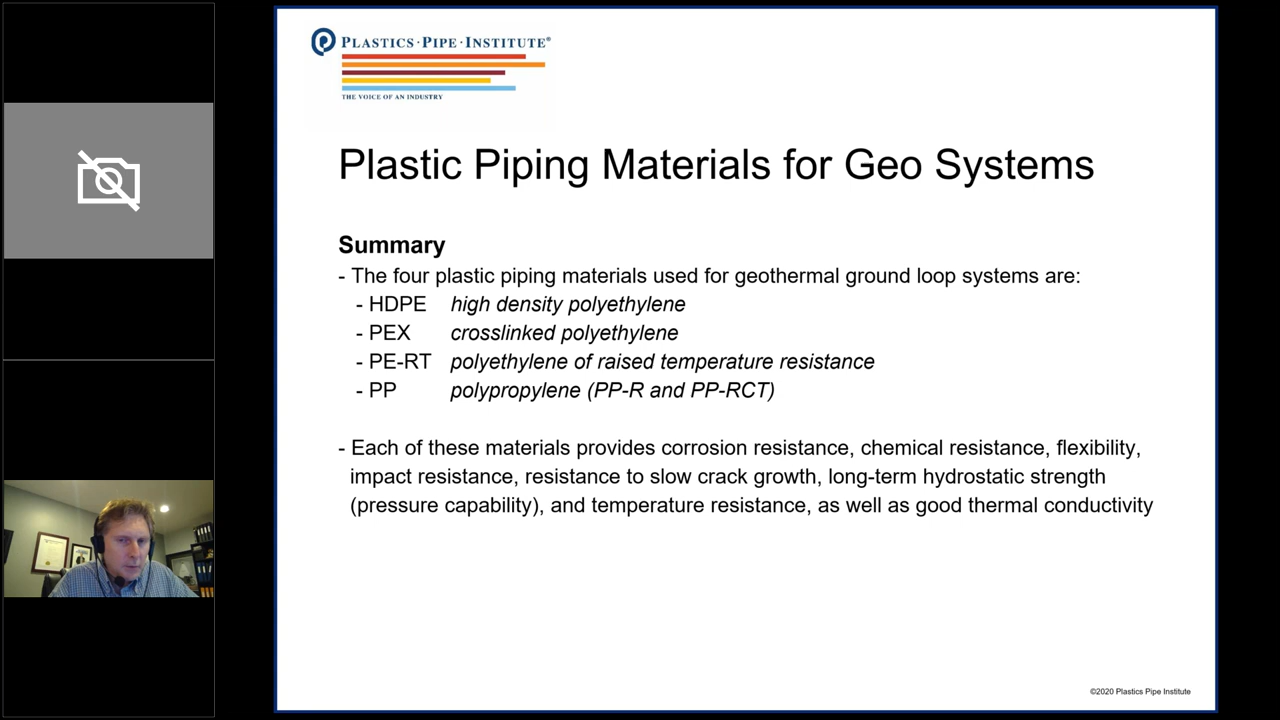 PLASTICS·PIPE·INSTITUTE®
THE VOICE OF AN INDUSTRY
Plastic Piping Materials for Geo Systems
Summary
- The four plastic piping materials used for geothermal ground loop systems are:
- HDPE high density polyethylene
- PEX crosslinked polyethylene
- PE-RT polyethylene of raised temperature resistance
- PP polypropylene (PP-R and PP-RCT)
- Each of these materials provides corrosion resistance, chemical resistance, flexibility,
impact resistance, resistance to slow crack growth, long-term hydrostatic strength
(pressure capability), and temperature resistance, as well as good thermal conductivity
©2020 Plastics Pipe Institute